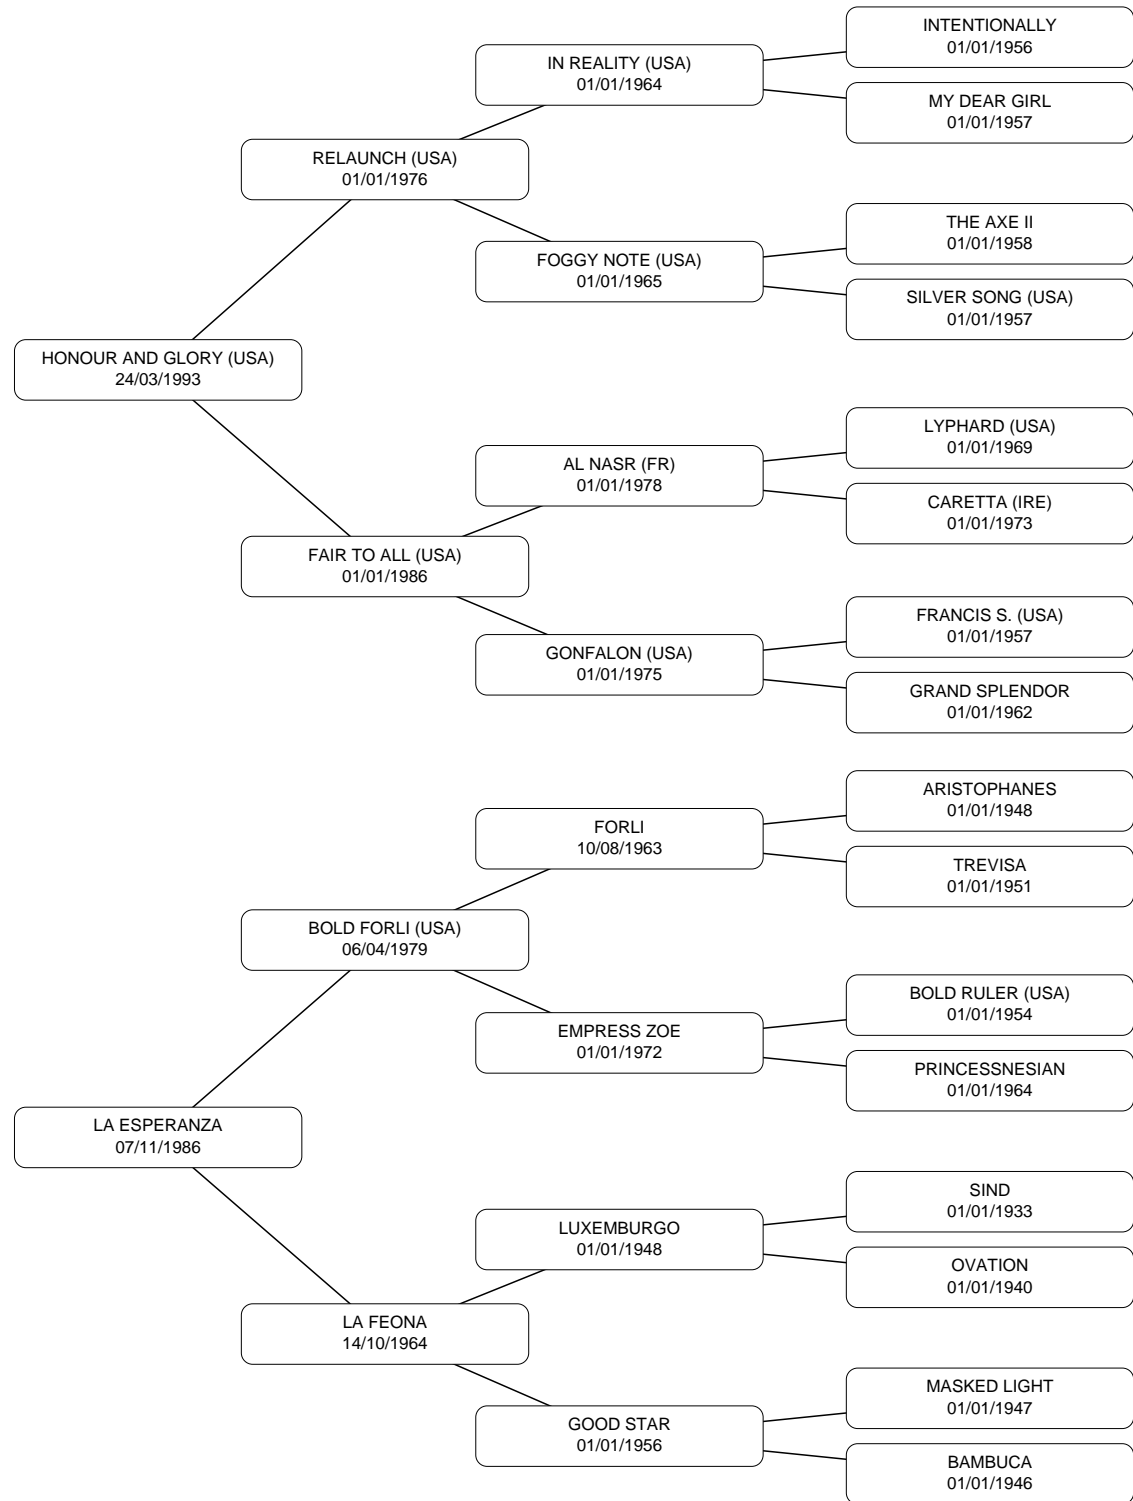 INTENTIONALLY
01/01/1956
IN REALITY (USA)
01/01/1964
MY DEAR GIRL
01/01/1957
RELAUNCH (USA)
01/01/1976
THE AXE II
01/01/1958
FOGGY NOTE (USA)
01/01/1965
SILVER SONG (USA)
01/01/1957
HONOUR AND GLORY (USA)
24/03/1993
LYPHARD (USA)
01/01/1969
AL NASR (FR)
01/01/1978
CARETTA (IRE)
01/01/1973
FAIR TO ALL (USA)
01/01/1986
FRANCIS S. (USA)
01/01/1957
GONFALON (USA)
01/01/1975
GRAND SPLENDOR
01/01/1962
ARISTOPHANES
01/01/1948
FORLI
10/08/1963
TREVISA
01/01/1951
BOLD FORLI (USA)
06/04/1979
BOLD RULER (USA)
01/01/1954
EMPRESS ZOE
01/01/1972
PRINCESSNESIAN
01/01/1964
LA ESPERANZA
07/11/1986
SIND
01/01/1933
LUXEMBURGO
01/01/1948
OVATION
01/01/1940
LA FEONA
14/10/1964
MASKED LIGHT
01/01/1947
GOOD STAR
01/01/1956
BAMBUCA
01/01/1946